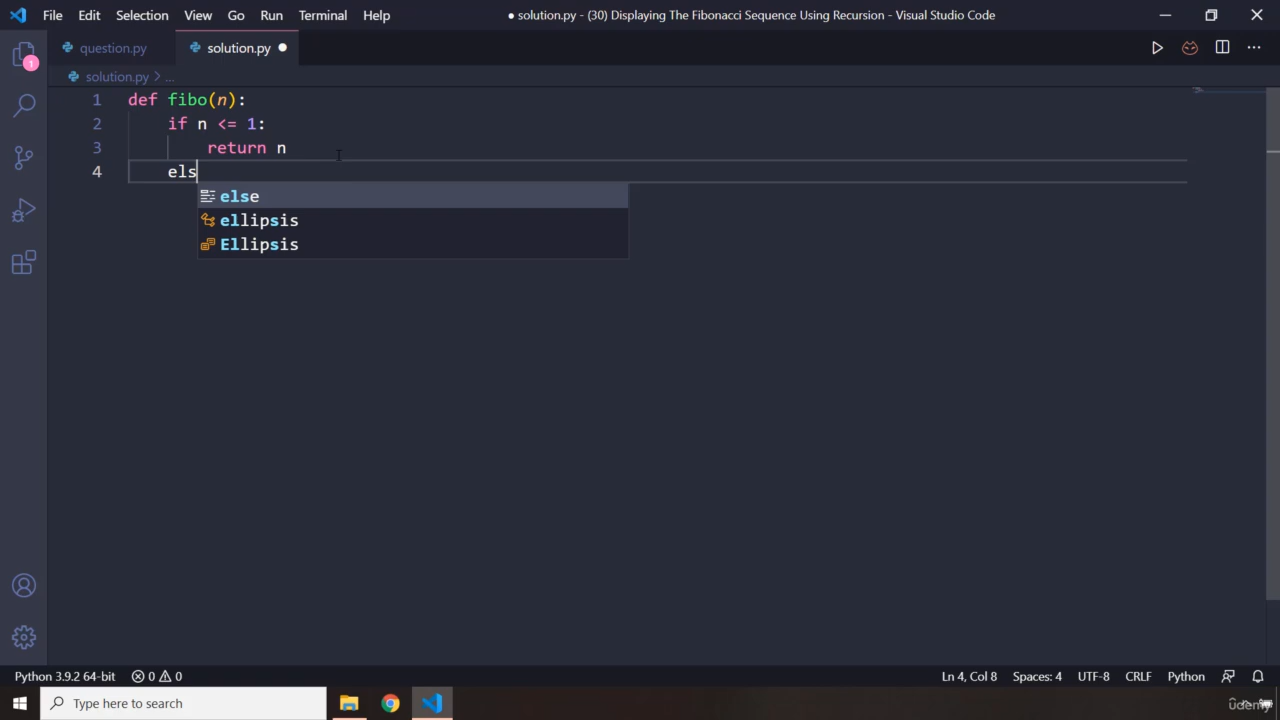 File Edit Selection View Go Run Terminal Help ● solution.py - (30) Displaying The Fibonacci Sequence Using Recursion - Visual Studio Code
question.py solution.py ●
solution.py > ...
1 def fibo(n):
2 if n <= 1:
3 return n
4 els
else
ellipsis
Ellipsis
1
Python 3.9.2 64-bit 0 0 Ln 4, Col 8 Spaces: 4 UTF-8 CRLF Python
Type here to search